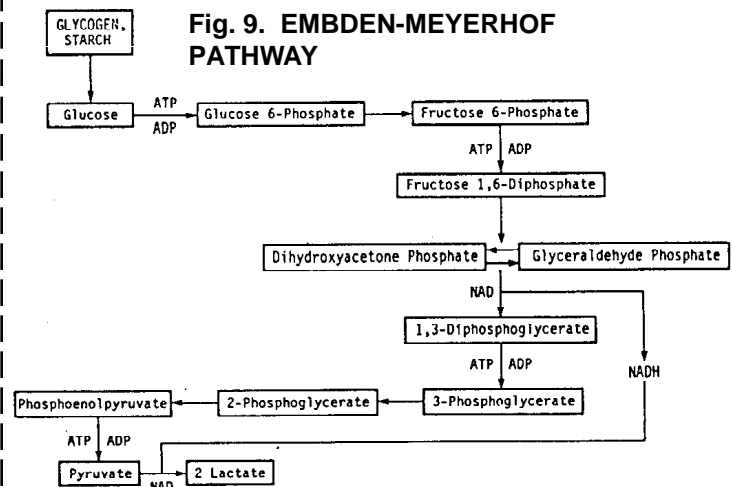 Fig. 9. EMBDEN-MEYERHOF
PATHWAY
GLYCOGEN,
STARCH
Glucose
ATP
ADP
Glucose 6-Phosphate
Fructose 6-Phosphate
ATP ADP
Fructose 1,6-Diphosphate
Dihydroxyacetone Phosphate
Glyceraldehyde Phosphate
NAD
1,3-Diphosphoglycerate
ATP ADP
NADH
Phosphoenolpyruvate
2-Phosphoglycerate
3-Phosphoglycerate
ATP ADP
Pyruvate
NAD
2 Lactate